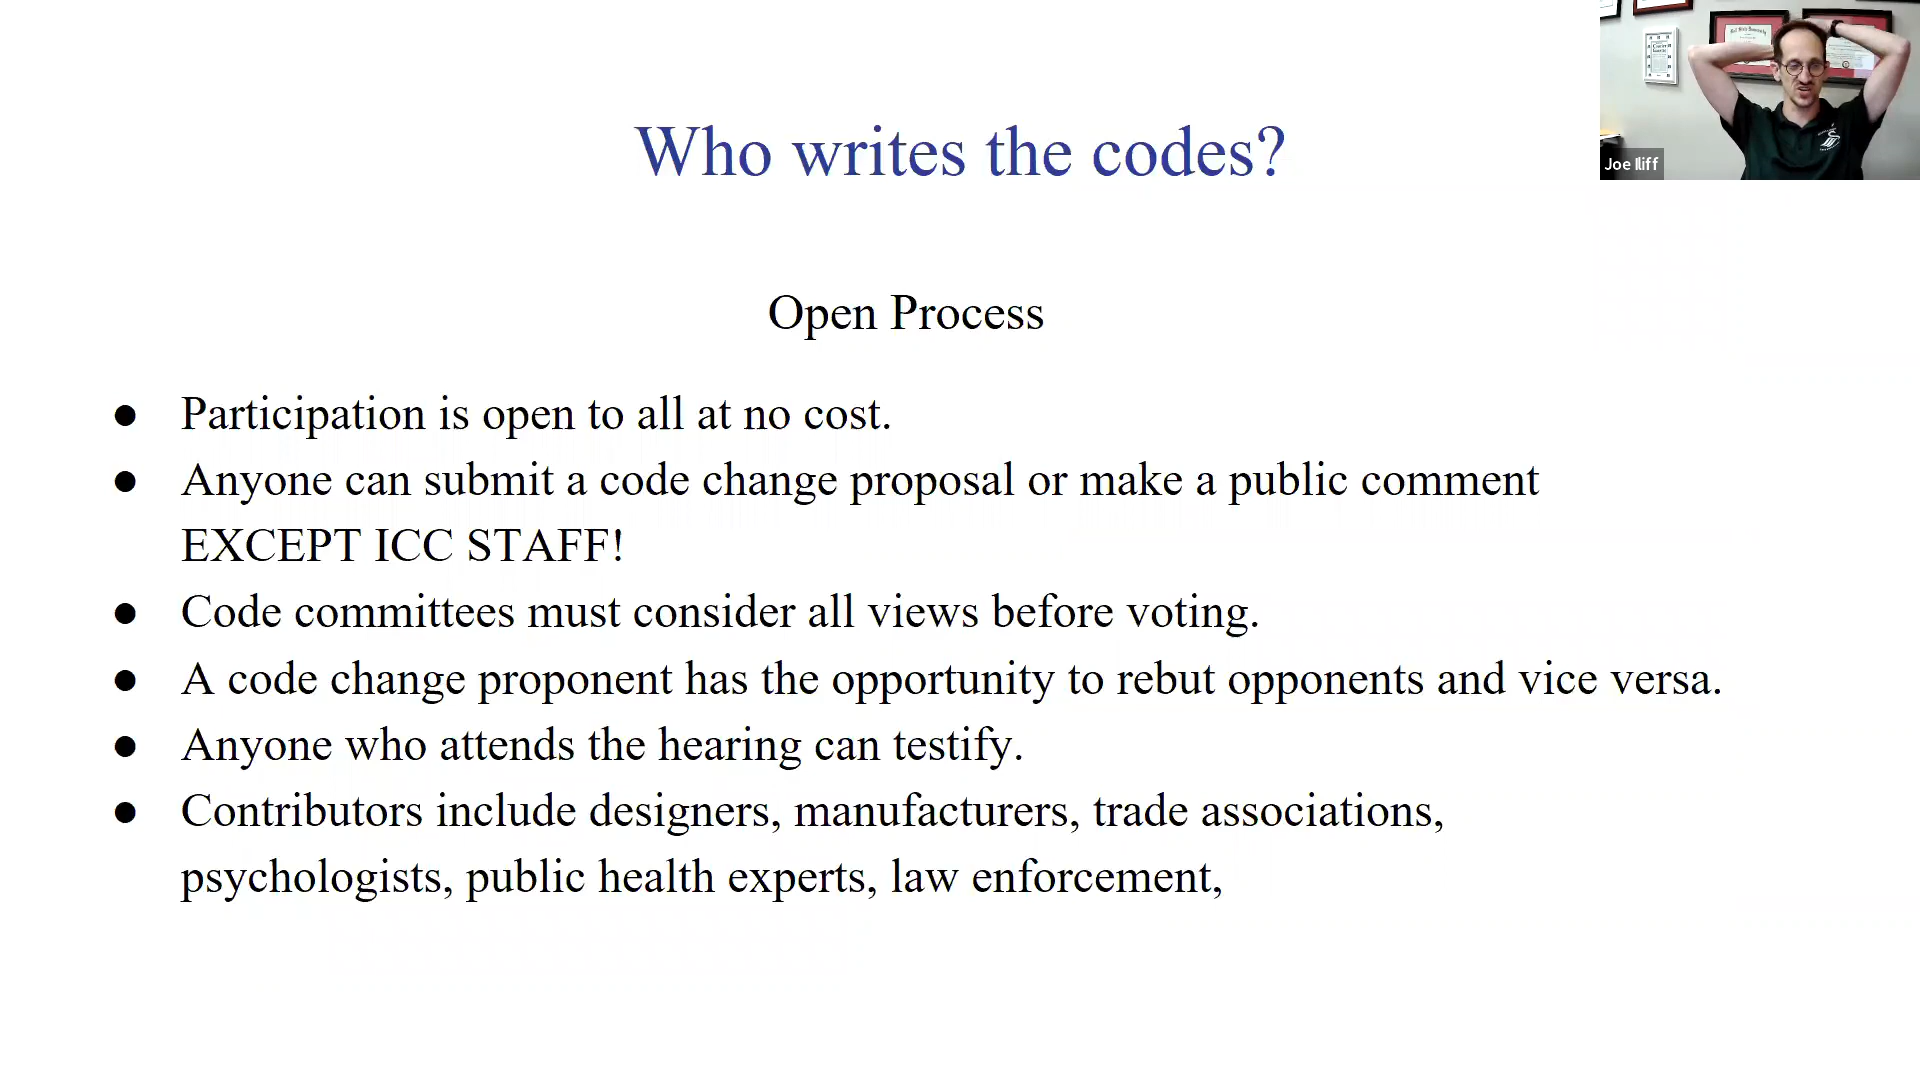 Who writes the codes?
Joe Iliff
Open Process
● Participation is open to all at no cost.
● Anyone can submit a code change proposal or make a public comment
EXCEPT ICC STAFF!
● Code committees must consider all views before voting.
● A code change proponent has the opportunity to rebut opponents and vice versa.
● Anyone who attends the hearing can testify.
● Contributors include designers, manufacturers, trade associations,
psychologists, public health experts, law enforcement,